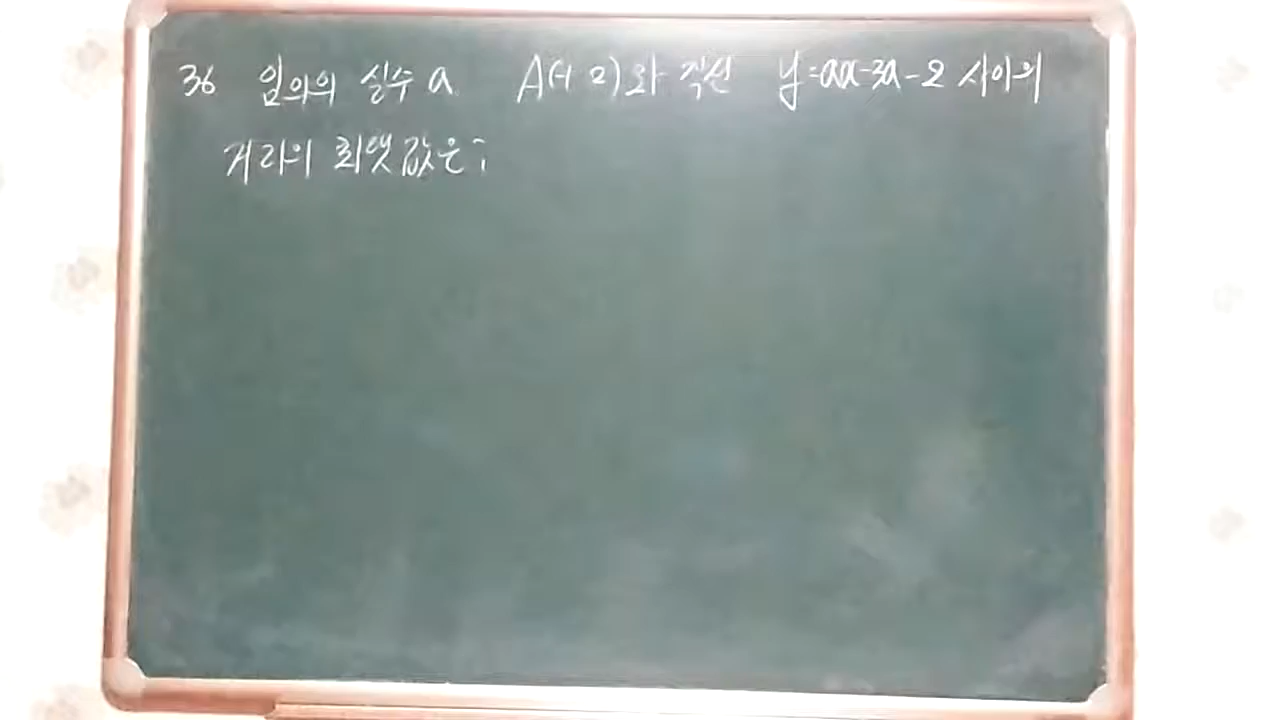 36 임의의 실수 a A(-1 2)와 직선 y=ax-3a-2 사이의
거리의 최댓값은?